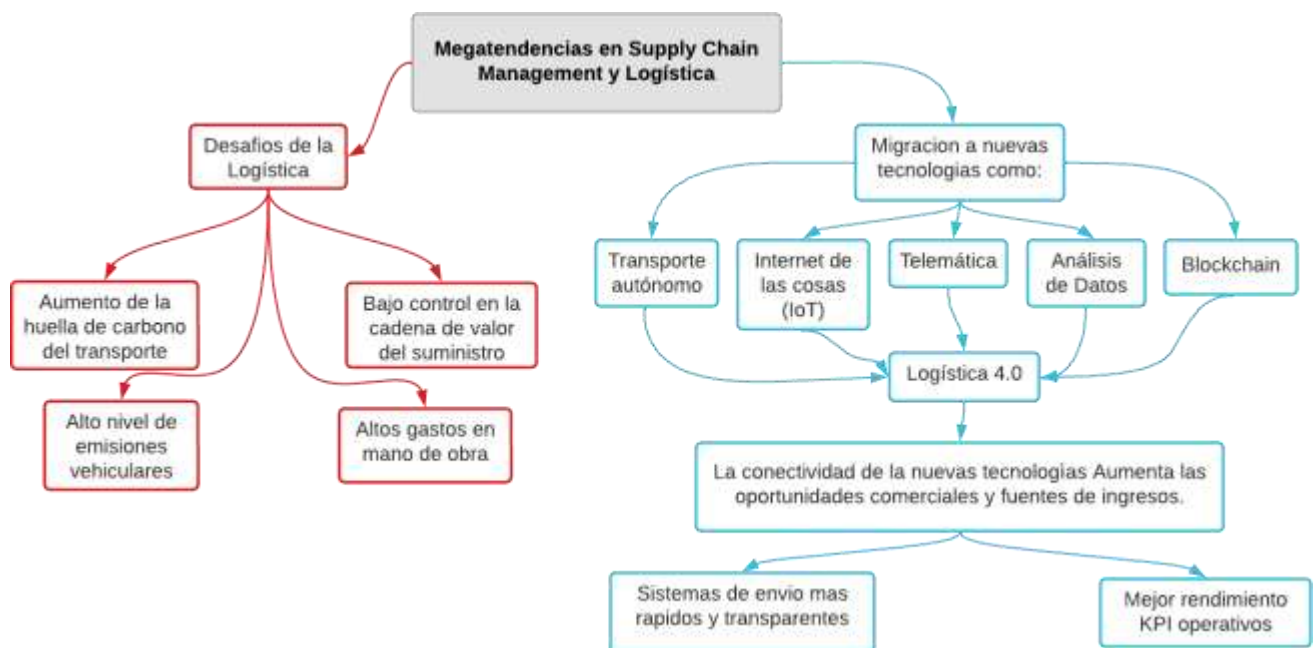 Megatendencias en Supply Chain
Management y Logística
Desafios de la
Logística
Migracion a nuevas
tecnologias como:
Transporte
autónomo
Internet de
las cosas
(IoT)
Telemática
Análisis
de Datos
Blockchain
Aumento de la
huella de carbono
del transporte
Bajo control en la
cadena de valor
del suministro
Logística 4.0
Alto nivel de
emisiones
vehiculares
Altos gastos en
mano de obra
La conectividad de la nuevas tecnologias Aumenta las
oportunidades comerciales y fuentes de ingresos.
Sistemas de envio mas
rapidos y transparentes
Mejor rendimiento
KPI operativos